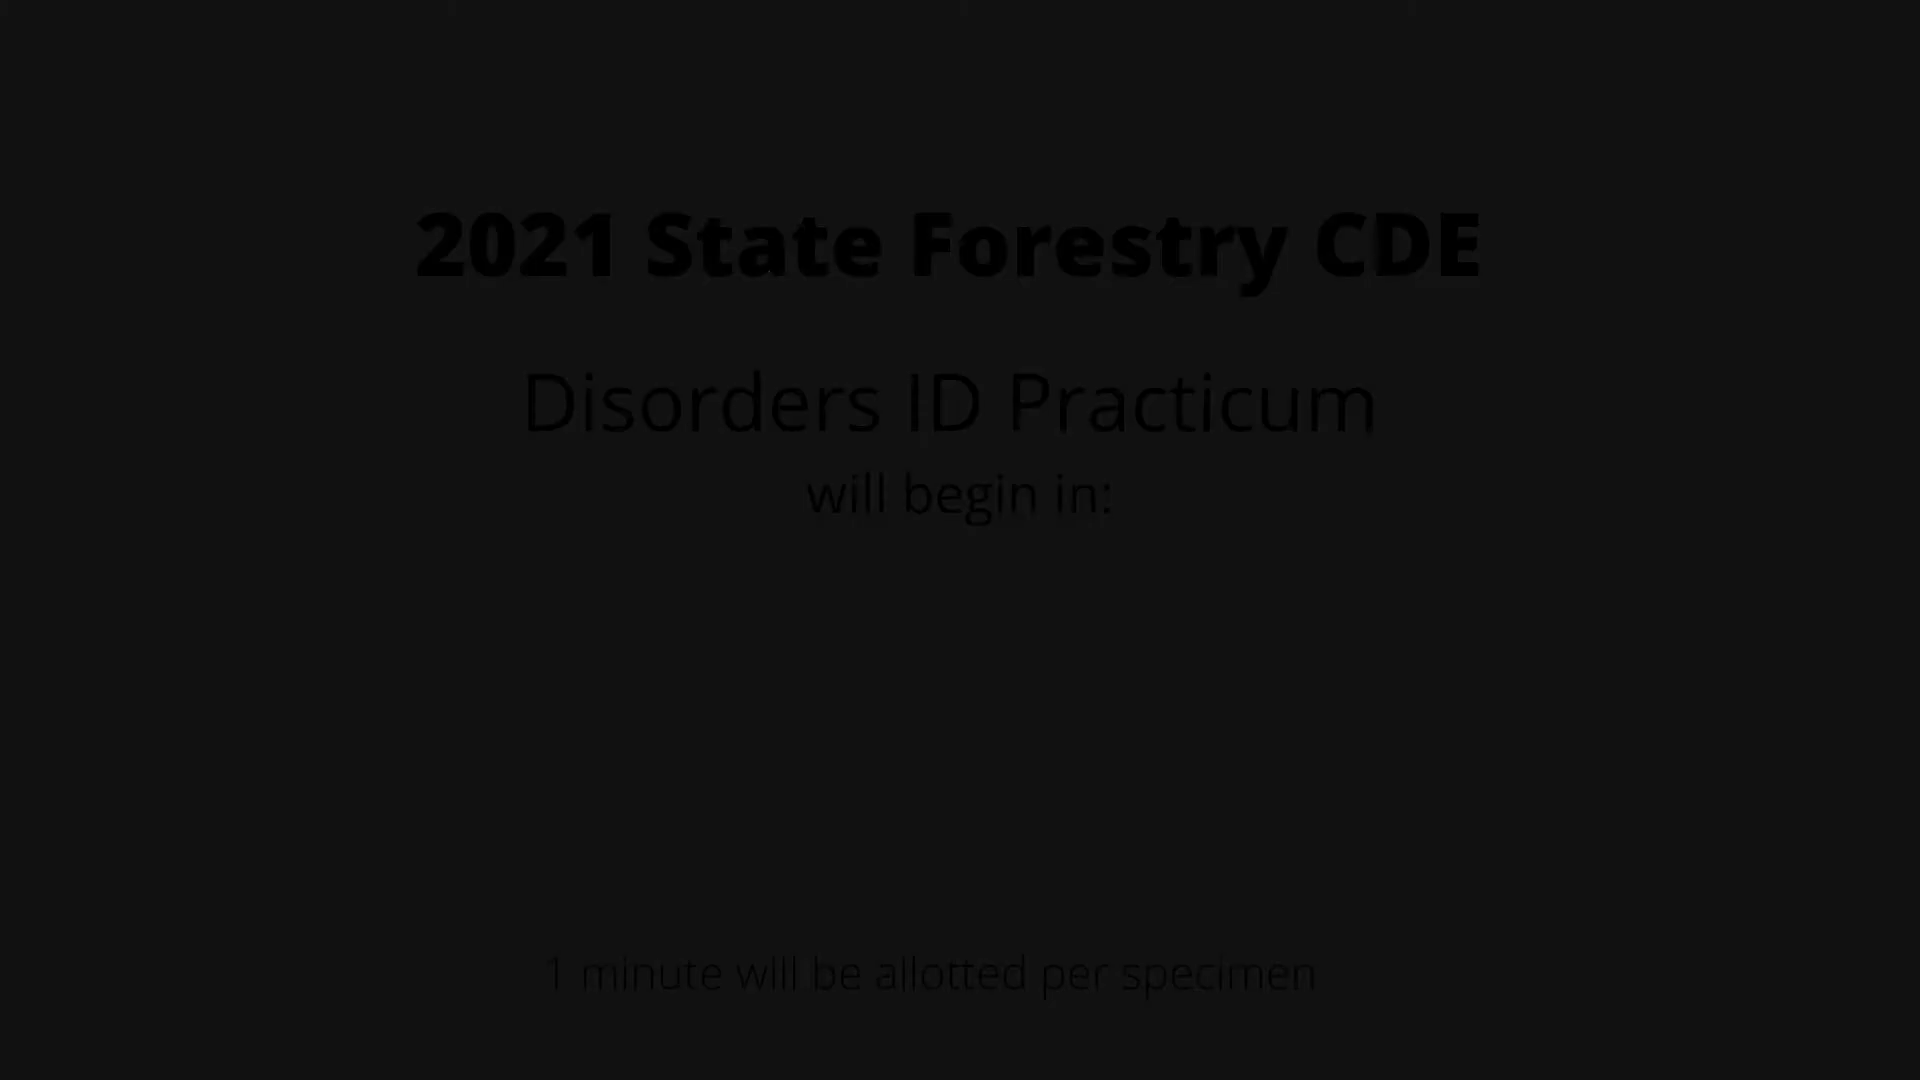 2021 State Forestry CDE
Disorders ID Practicum
will begin in:
1 minute will be allotted per specimen